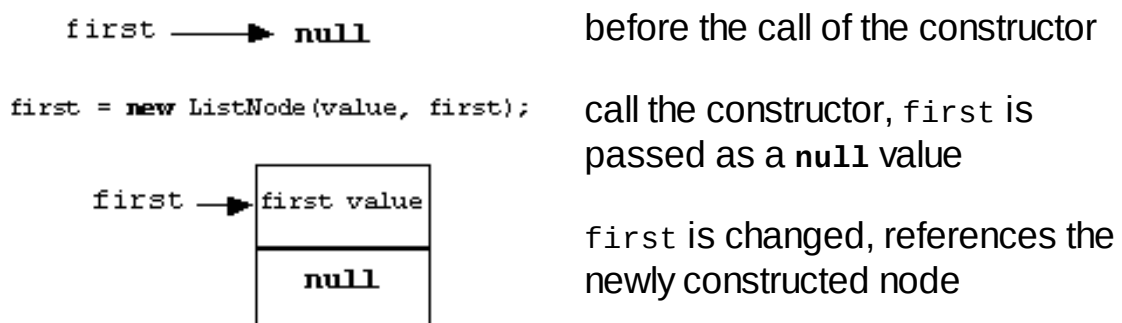 first null
before the call of the constructor
first = new ListNode(value, first);
call the constructor, first is
passed as a null value
first
first value
null
first is changed, references the
newly constructed node